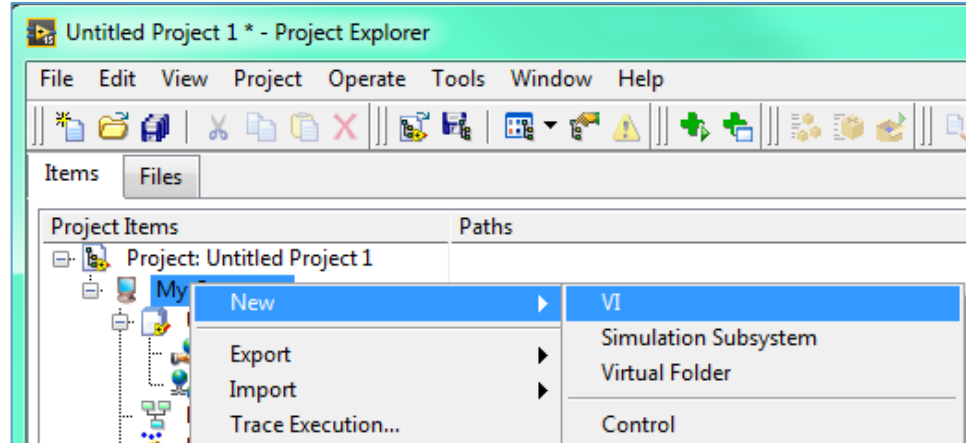 Untitled Project 1 * - Project Explorer
File Edit View Project Operate Tools Window Help
Items Files
Project Items Paths
Project: Untitled Project 1
My
New VI
Simulation Subsystem
Export
Virtual Folder
Import
Trace Execution... Control